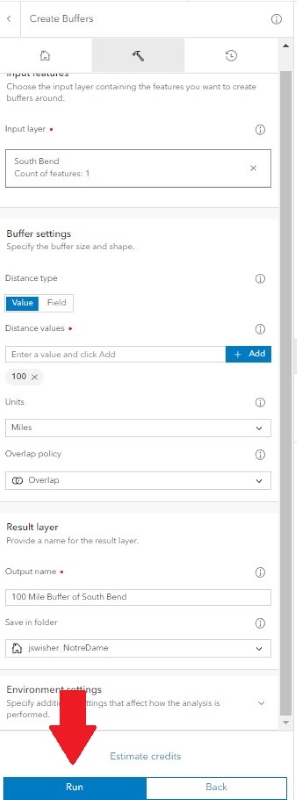 Create Buffers
Input features
Choose the input layer containing the features you want to create
buffers around.
Input layer •
South Bend
Count of features: 1
Buffer settings
Specify the buffer size and shape.
Distance type
Value Field
Distance values •
Enter a value and click Add
+ Add
100 ×
Units
Miles
Overlap policy
Overlap
Result layer
Provide a name for the result layer.
Output name •
100 Mile Buffer of South Bend
Save in folder
jswisher_NotreDame
Environment settings
Specify that affect how the analysis is
performed.
Estimate credits
Run Back